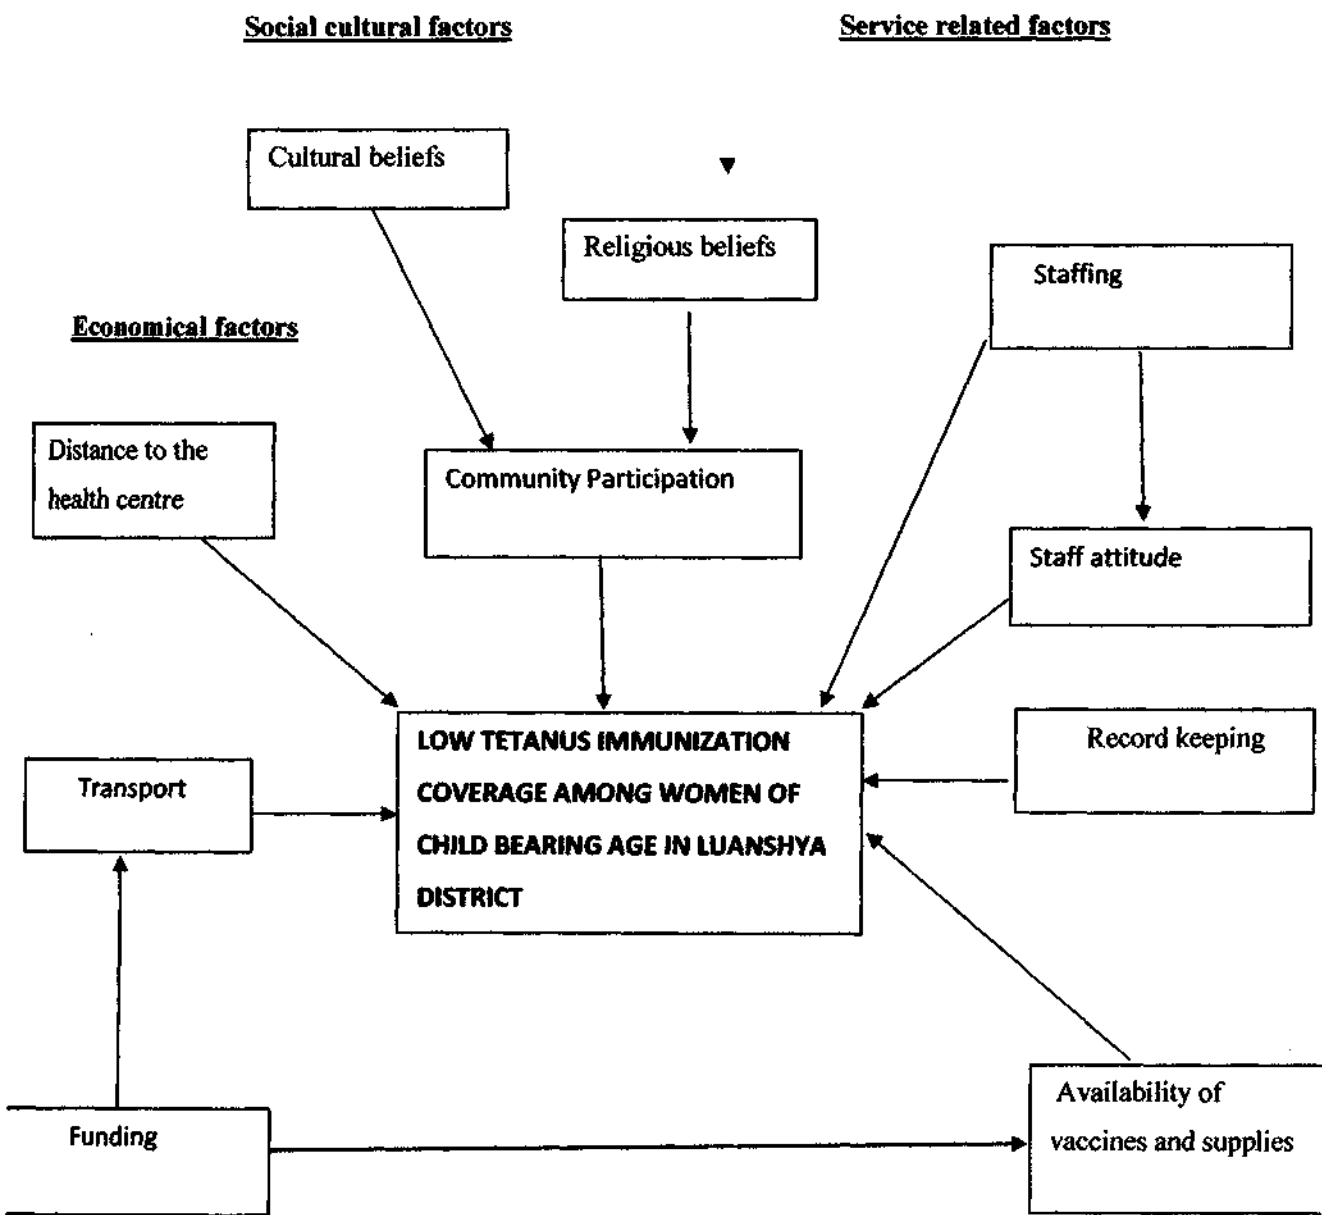 Social cultural factors
Service related factors
Cultural beliefs
Religious beliefs
Staffing
Economical factors
Distance to the
health centre
Community Participation
Staff attitude
LOW TETANUS IMMUNIZATION
COVERAGE AMONG WOMEN OF
CHILD BEARING AGE IN LUANSHYA
DISTRICT
Record keeping
Transport
Funding
Availability of
vaccines and supplies